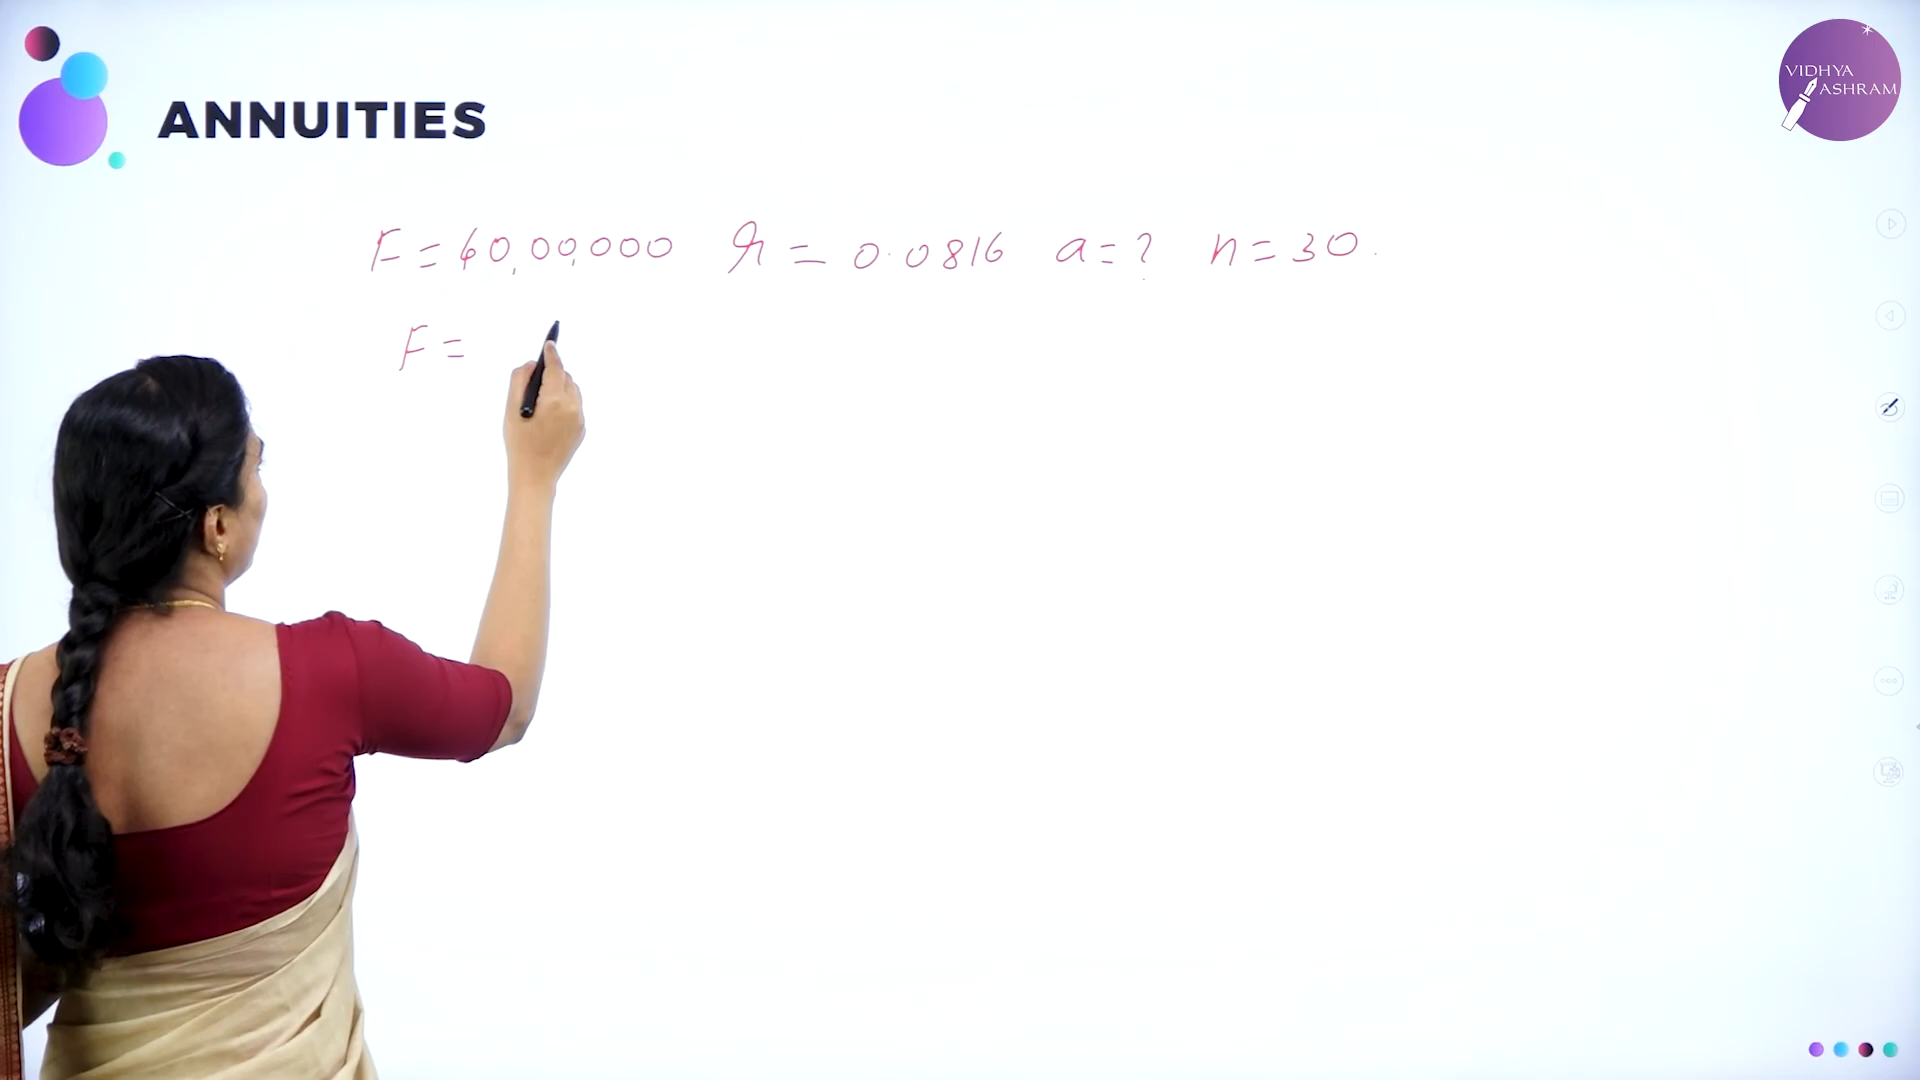 VIDHYA
ASHRAM
ANNUITIES
F = 60,00,000 r = 0.0816 a = ? n = 30.
F =